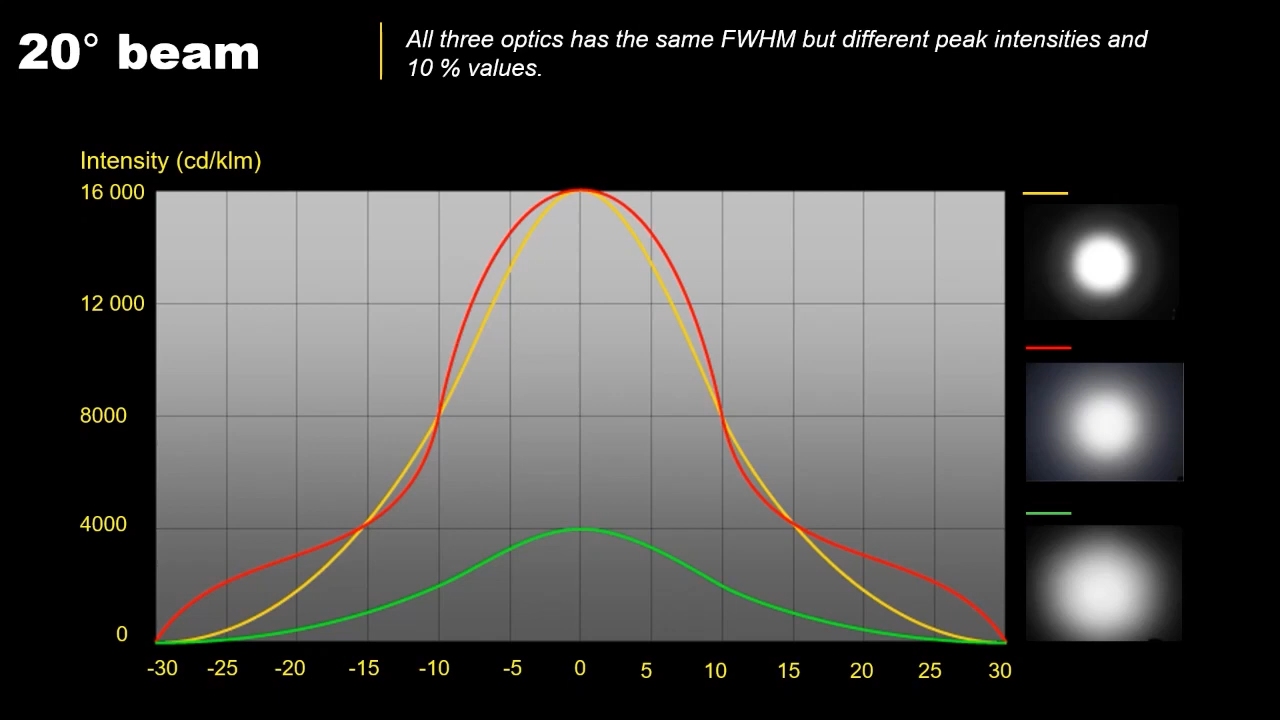 20° beam
All three optics has the same FWHM but different peak intensities and
10 % values.
Intensity (cd/klm)
16 000
12 000
8000
4000
0
-30 -25 -20 -15 -10 -5 0 5 10 15 20 25 30